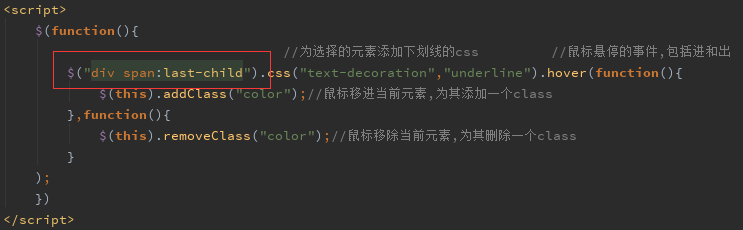 <script>
$(function(){
//为选择的元素添加下划线的css //鼠标悬停的事件,包括进和出
$("div span:last-child").css("text-decoration","underline").hover(function(){
$(this).addClass("color");//鼠标移进当前元素,为其添加一个class
},function(){
$(this).removeClass("color");//鼠标移除当前元素,为其删除一个class
}
);
})
</script>